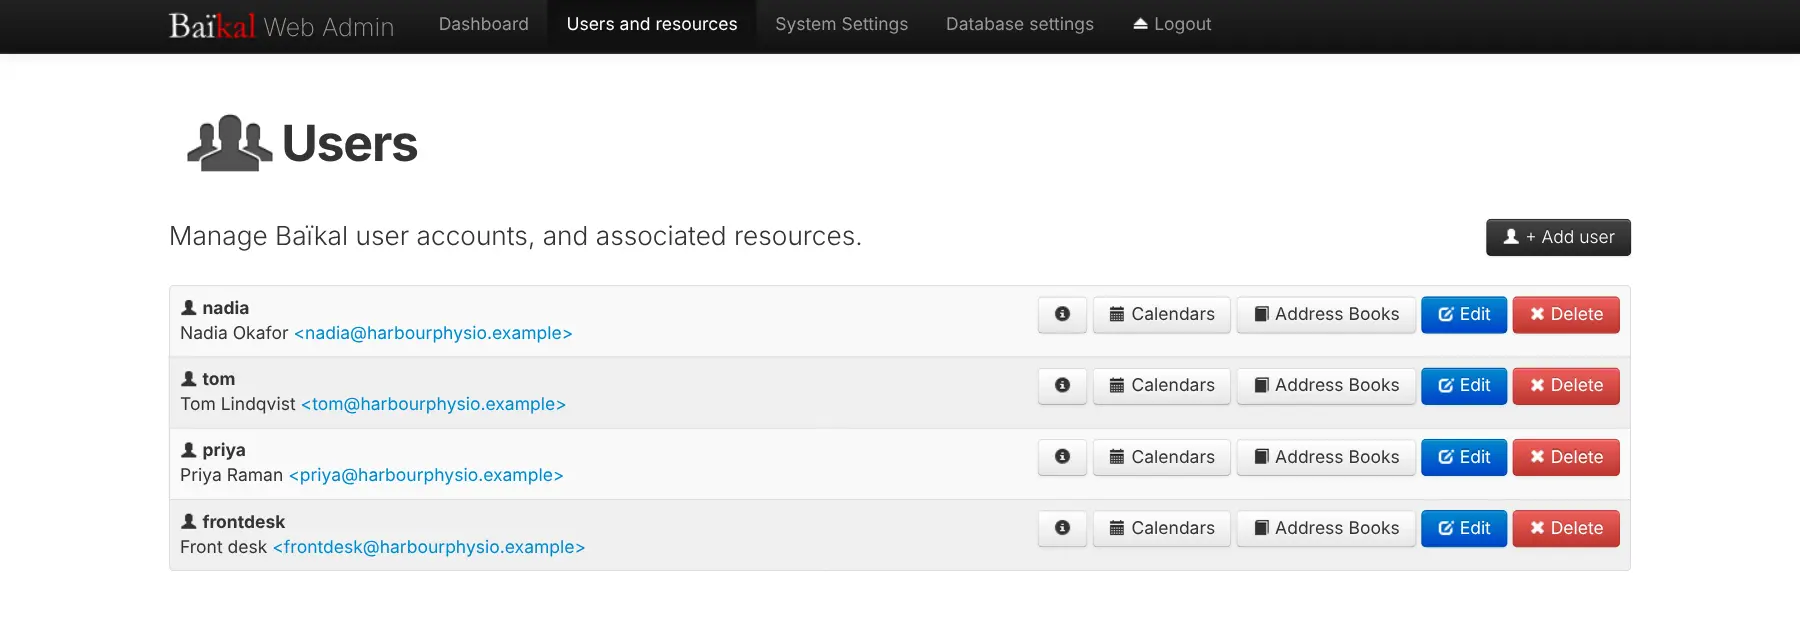 Baïkal Web Admin Dashboard Users and resources System Settings Database settings Logout
Users
Manage Baïkal user accounts, and associated resources.
+ Add user
nadia
Nadia Okafor <nadia@harbourphysio.example>
Calendars Address Books Edit Delete
tom
Tom Lindqvist <tom@harbourphysio.example>
Calendars Address Books Edit Delete
priya
Priya Raman <priya@harbourphysio.example>
Calendars Address Books Edit Delete
frontdesk
Front desk <frontdesk@harbourphysio.example>
Calendars Address Books Edit Delete